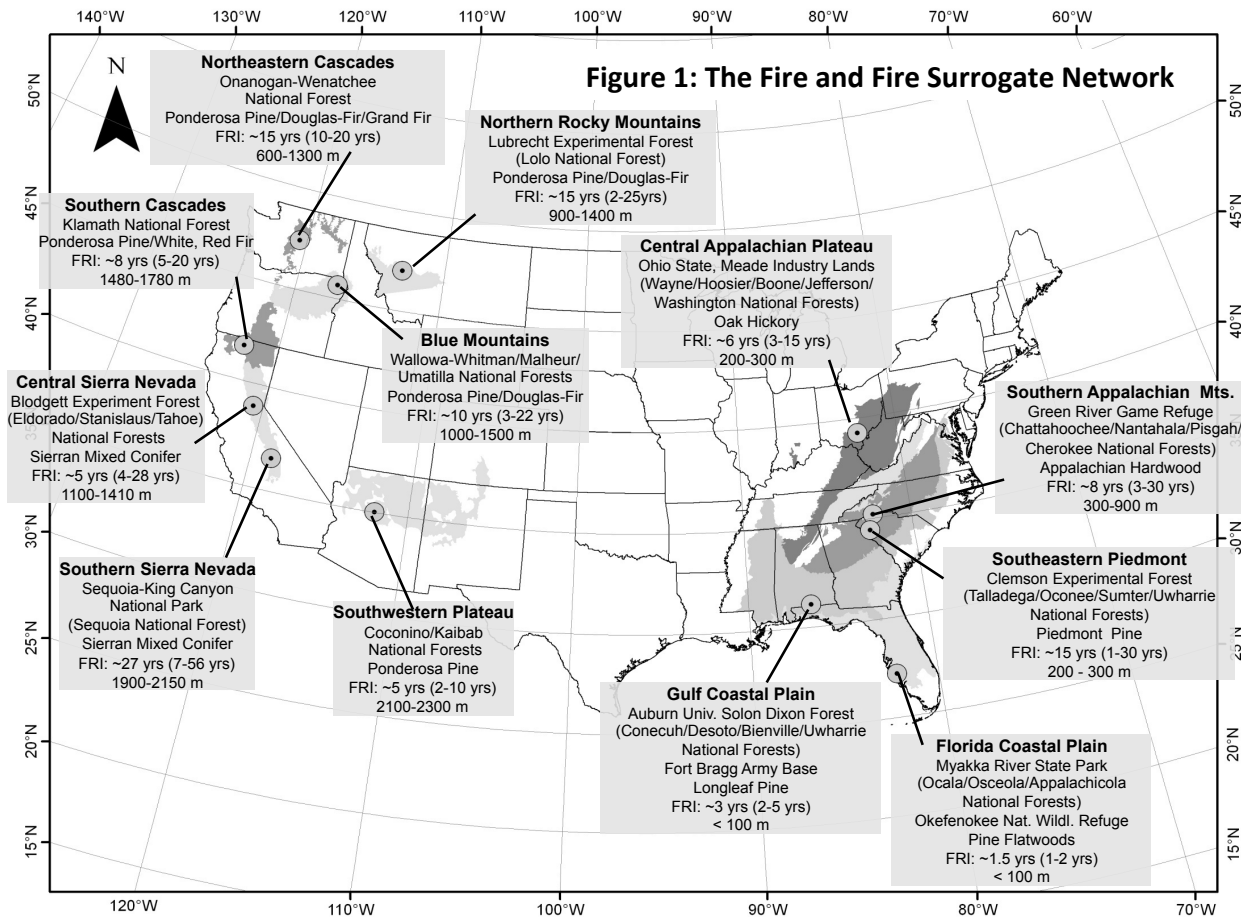 140°W
130°W
120°W
110°W
100°W
90°W
80°W
70°W
60°W
Figure 1: The Fire and Fire Surrogate Network
N
Northeastern Cascades
Onanogan-Wenatchee
National Forest
Ponderosa Pine/Douglas-Fir/Grand Fir
FRI: ~15 yrs (10-20 yrs)
600-1300 m
Northern Rocky Mountains
Lubrecht Experimental Forest
(Lolo National Forest)
Ponderosa Pine/Douglas-Fir
FRI: ~15 yrs (2-25yrs)
900-1400 m
Southern Cascades
Klamath National Forest
Ponderosa Pine/White, Red Fir
FRI: ~8 yrs (5-20 yrs)
1480-1780 m
Central Appalachian Plateau
Ohio State, Meade Industry Lands
(Wayne/Hoosier/Boone/Jefferson/
Washington National Forests)
Oak Hickory
FRI: ~6 yrs (3-15 yrs)
200-300 m
Blue Mountains
Wallowa-Whitman/Malheur/
Umatilla National Forests
Ponderosa Pine/Douglas-Fir
FRI: ~10 yrs (3-22 yrs)
1000-1500 m
Central Sierra Nevada
Blodgett Experiment Forest
(Eldorado/Stanislaus/Tahoe)
National Forests
Sierran Mixed Conifer
FRI: ~5 yrs (4-28 yrs)
1100-1410 m
Southern Appalachian Mts.
Green River Game Refuge
(Chattahoochee/Nantahala/Pisgah/
Cherokee National Forests)
Appalachian Hardwood
FRI: ~8 yrs (3-30 yrs)
300-900 m
Southern Sierra Nevada
Sequoia-King Canyon
National Park
(Sequoia National Forest)
Sierran Mixed Conifer
FRI: ~27 yrs (7-56 yrs)
1900-2150 m
Southwestern Plateau
Coconino/Kaibab
National Forests
Ponderosa Pine
FRI: ~5 yrs (2-10 yrs)
2100-2300 m
Southeastern Piedmont
Clemson Experimental Forest
(Talladega/Oconee/Sumter/Uwharrie
National Forests)
Piedmont Pine
FRI: ~15 yrs (1-30 yrs)
200 - 300 m
Gulf Coastal Plain
Auburn Univ. Solon Dixon Forest
(Conecuh/Desoto/Bienville/Uwharrie
National Forests)
Fort Bragg Army Base
Longleaf Pine
FRI: ~3 yrs (2-5 yrs)
< 100 m
Florida Coastal Plain
Myakka River State Park
(Ocala/Osceola/Appalachicola
National Forests)
Okefenokee Nat. Wildl. Refuge
Pine Flatwoods
FRI: ~1.5 yrs (1-2 yrs)
< 100 m
50°N
45°N
40°N
35°N
30°N
25°N
20°N
15°N
50°N
45°N
40°N
35°N
30°N
25°N
20°N
15°N
120°W
110°W
100°W
90°W
80°W
70°W